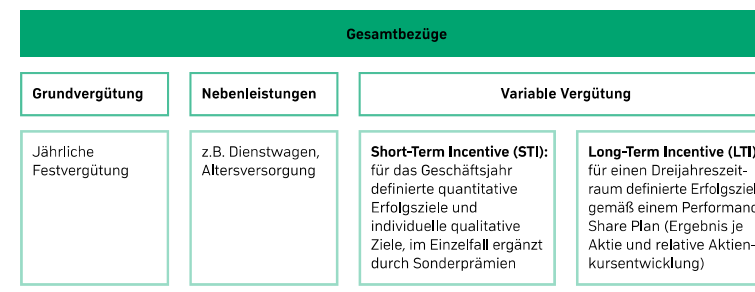 Gesamtbezüge
Grundvergütung
Nebenleistungen
Variable Vergütung
Jährliche
Festvergütung
z.B. Dienstwagen,
Altersversorgung
Short-Term Incentive (STI):
für das Geschäftsjahr
definierte quantitative
Erfolgsziele und
individuelle qualitative
Ziele, im Einzelfall ergänzt
durch Sonderprämien
Long-Term Incentive (LTI)
für einen Dreijahreszeit-
raum definierte Erfolgsziel
gemäß einem Performanc
Share Plan (Ergebnis je
Aktie und relative Aktien-
kursentwicklung)